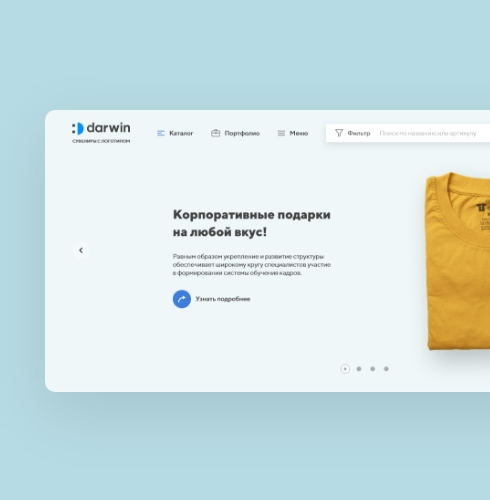 darwin
СУВЕНИРЫ С ЛОГОТИПОМ
Каталог
Портфолио
Меню
Фильтр
Поиск по названию или артикулу
Корпоративные подарки
на любой вкус!
Равным образом укрепление и развитие структуры
обеспечивает широкому кругу специалистов участие
в формировании системы обучения кадров.
Узнать подробнее